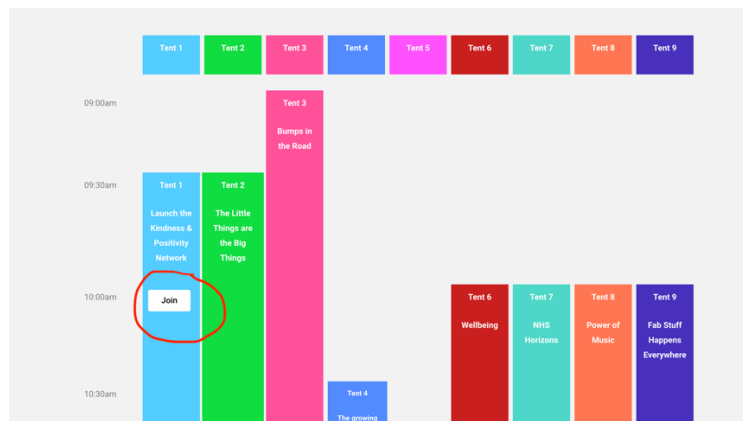 Tent 1 Tent 2 Tent 3 Tent 4 Tent 5 Tent 6 Tent 7 Tent 8 Tent 9
09:00am
Tent 3
Bumps in
the Road
09:30am
Tent 1
Launch the
Kindness &
Positivity
Network
Join
Tent 2
The Little
Things are
the Big
Things
10:00am
Tent 6
Wellbeing
Tent 7
NHS
Horizons
Tent 8
Power of
Music
Tent 9
Fab Stuff
Happens
Everywhere
10:30am
Tent 4
The growing